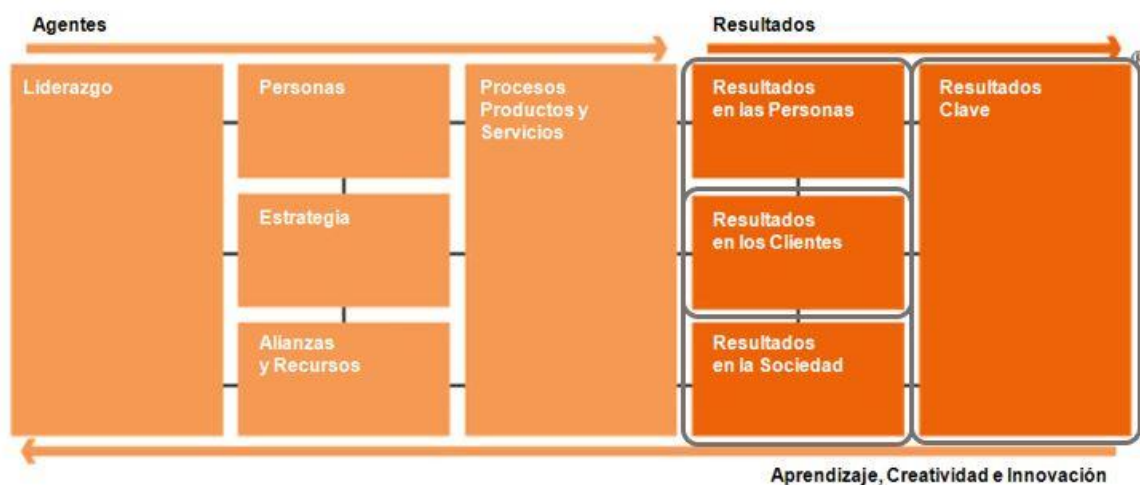 Agentes
Resultados
Liderazgo
Personas
Procesos
Productos y
Servicios
Resultados
en las Personas
Resultados
Clave
Estrategia
Resultados
en los Clientes
Alianzas
y Recursos
Resultados
en la Sociedad
Aprendizaje, Creatividad e Innovación